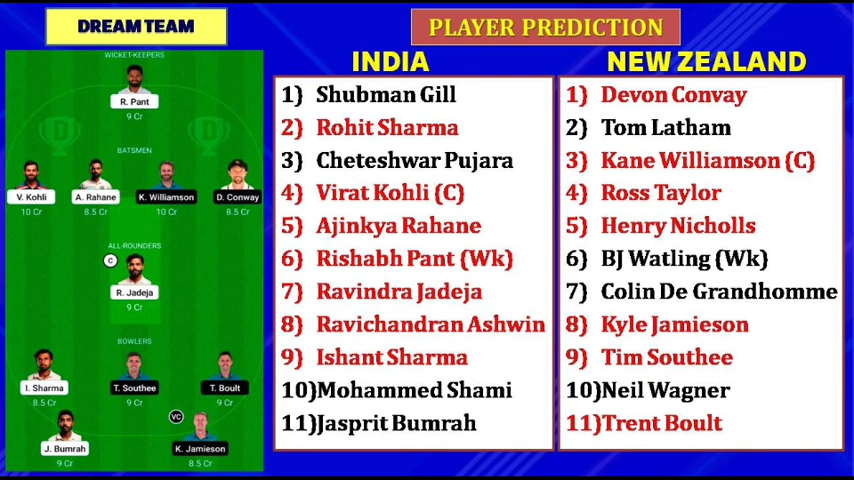 DREAM TEAM
WICKET-KEEPERS
R. Pant
9 Cr
BATSMEN
V. Kohli
10 Cr
A. Rahane
8.5 Cr
K. Williamson
10 Cr
D. Conway
8.5 Cr
ALL-ROUNDERS
C
R. Jadeja
9 Cr
BOWLERS
I. Sharma
8.5 Cr
T. Southee
9 Cr
T. Boult
9 Cr
J. Bumrah
9 Cr
VC
K. Jamieson
8.5 Cr
PLAYER PREDICTION
INDIA
1) Shubman Gill
2) Rohit Sharma
3) Cheteshwar Pujara
4) Virat Kohli (C)
5) Ajinkya Rahane
6) Rishabh Pant (Wk)
7) Ravindra Jadeja
8) Ravichandran Ashwin
9) Ishant Sharma
10)Mohammed Shami
11)Jasprit Bumrah
NEW ZEALAND
1) Devon Convay
2) Tom Latham
3) Kane Williamson (C)
4) Ross Taylor
5) Henry Nicholls
6) BJ Watling (Wk)
7) Colin De Grandhomme
8) Kyle Jamieson
9) Tim Southee
10)Neil Wagner
11)Trent Boult